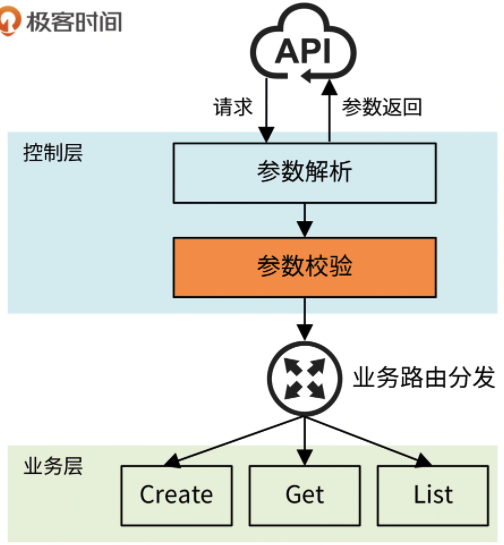 极客时间
API
请求
参数返回
控制层
参数解析
参数校验
业务路由分发
业务层
Create
Get
List